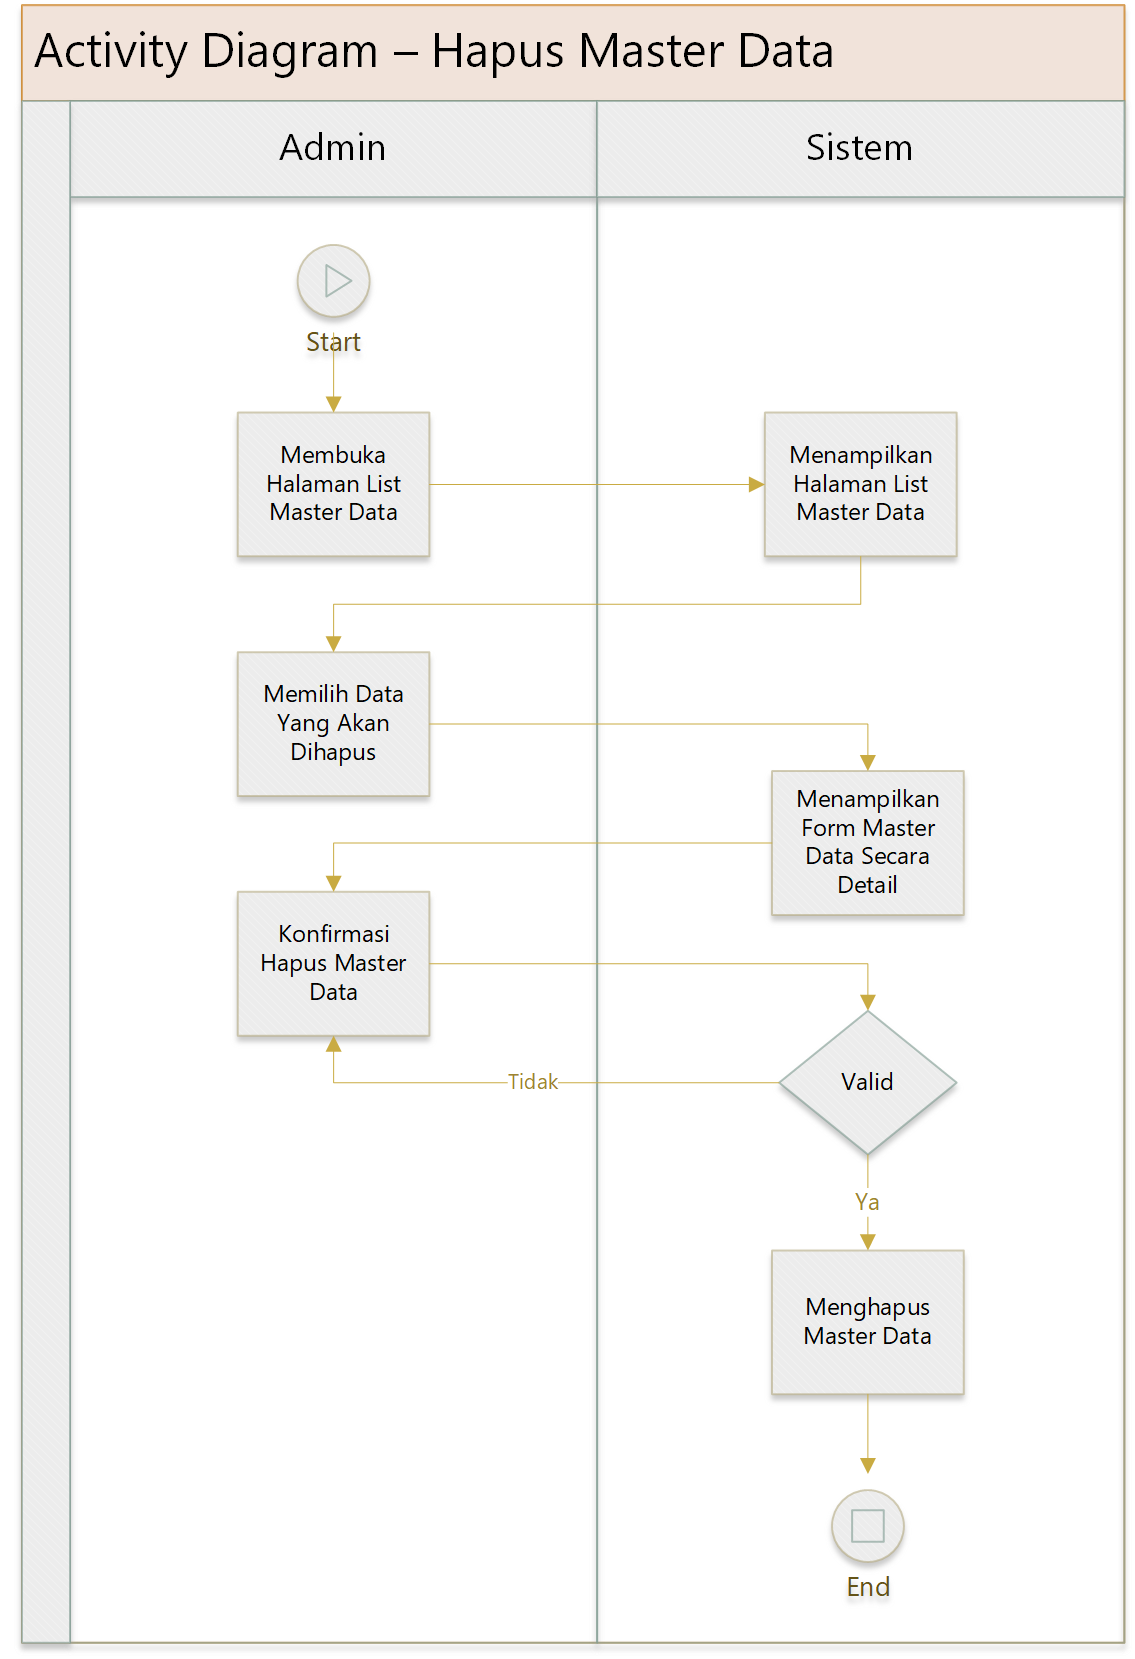 Activity Diagram – Hapus Master Data
Admin
Sistem
Start
Membuka
Halaman List
Master Data
Menampilkan
Halaman List
Master Data
Memilih Data
Yang Akan
Dihapus
Menampilkan
Form Master
Data Secara
Detail
Konfirmasi
Hapus Master
Data
Valid
Tidak
Ya
Menghapus
Master Data
End